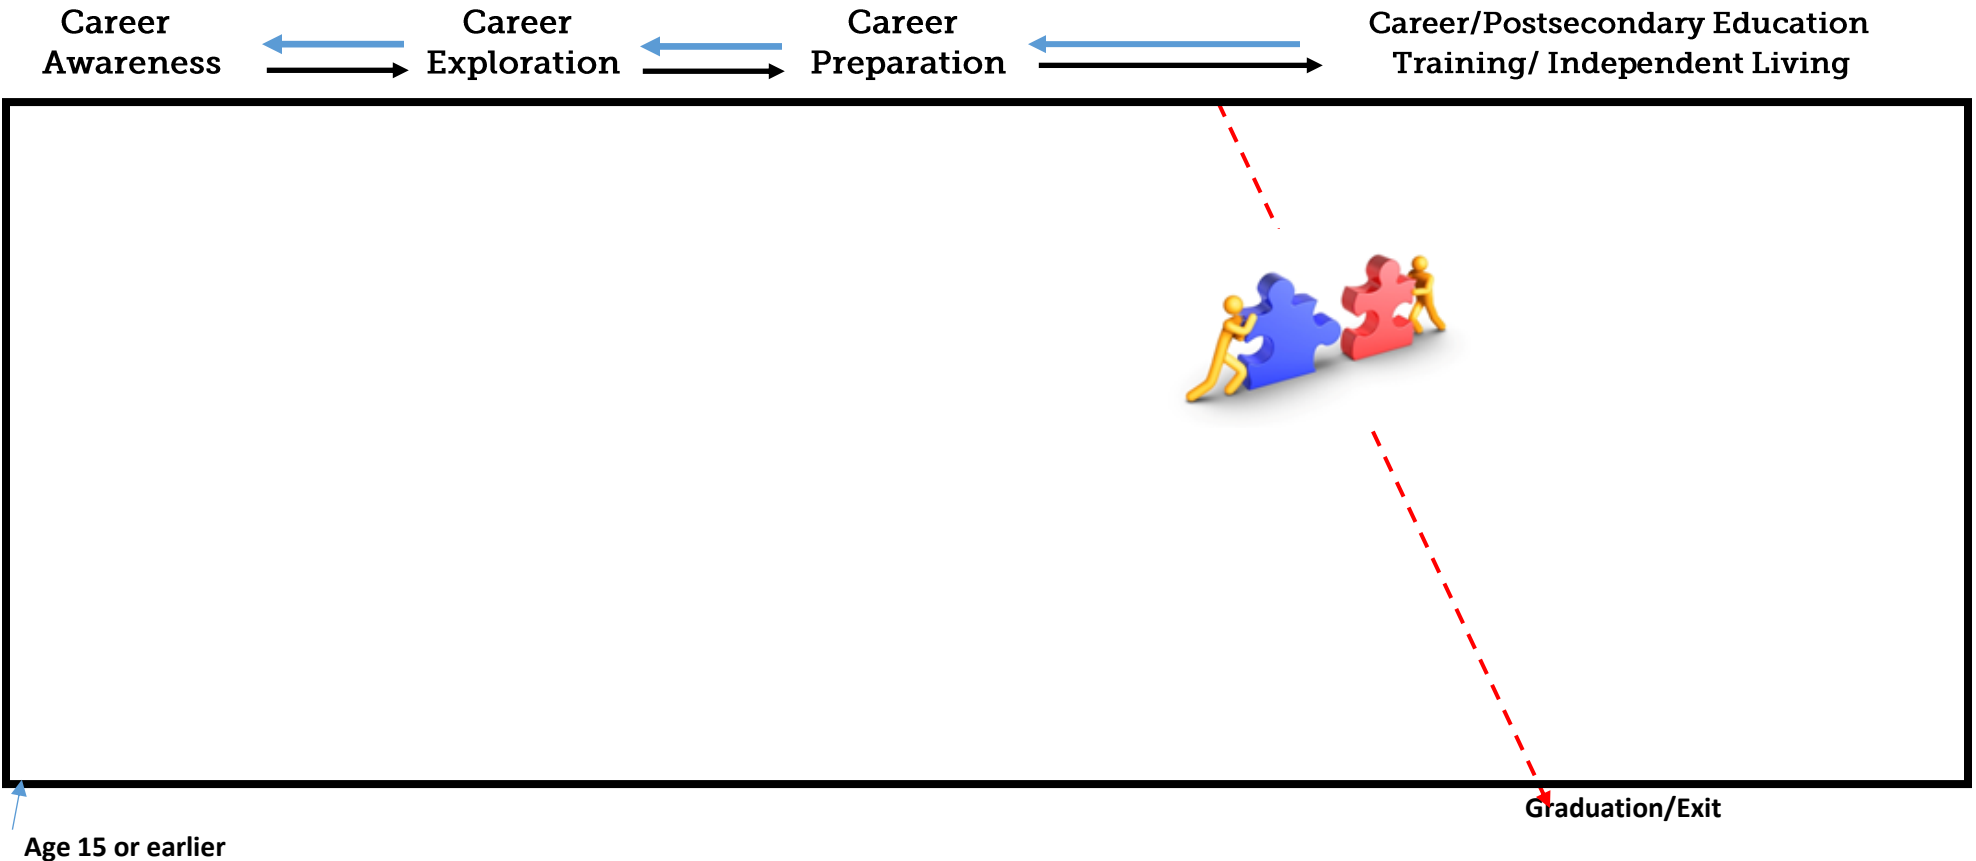 Career
Awareness
Career
Exploration
Career
Preparation
Career/Postsecondary Education
Training/ Independent Living
Graduation/Exit
Age 15 or earlier